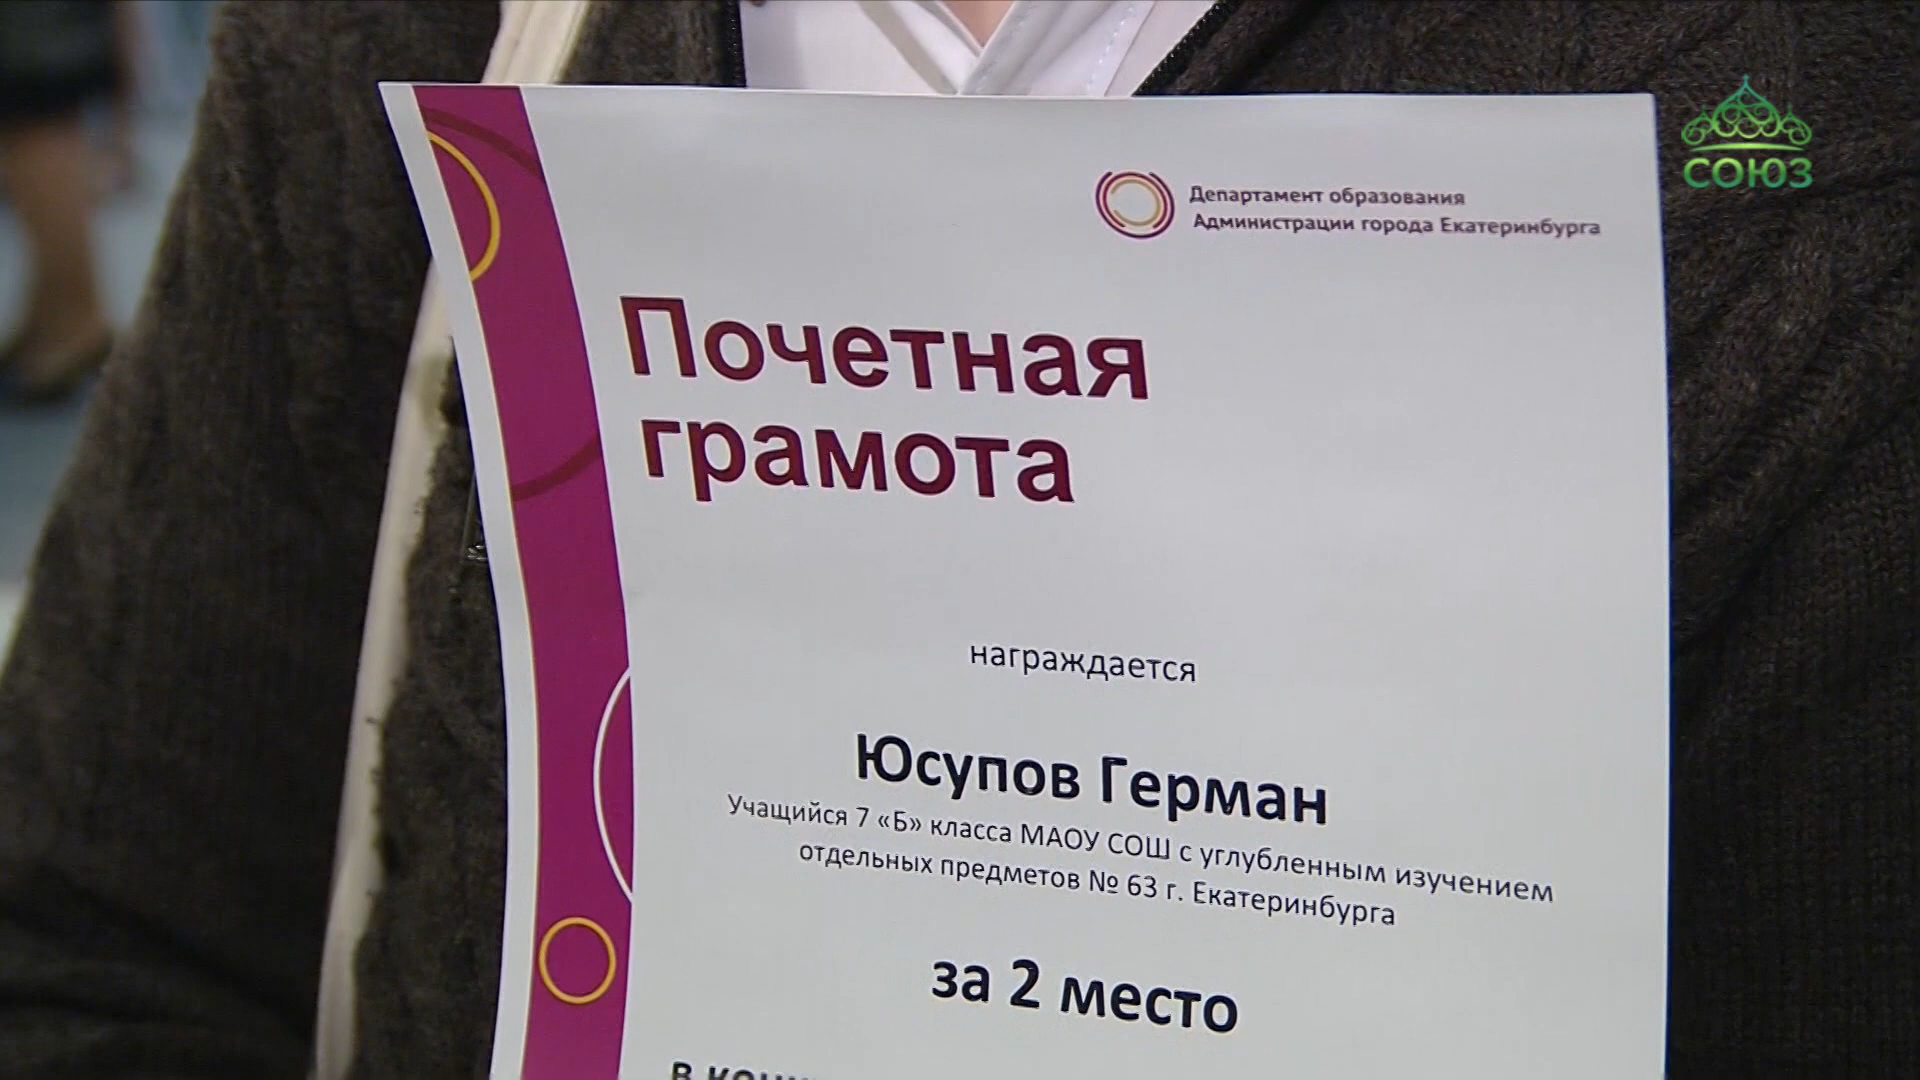 СОЮЗ
Департамент образования
Администрации города Екатеринбурга
Почетная
грамота
награждается
Юсупов Герман
Учащийся 7 «Б» класса МАОУ СОШ с углубленным изучением
отдельных предметов № 63 г. Екатеринбурга
за 2 место
в